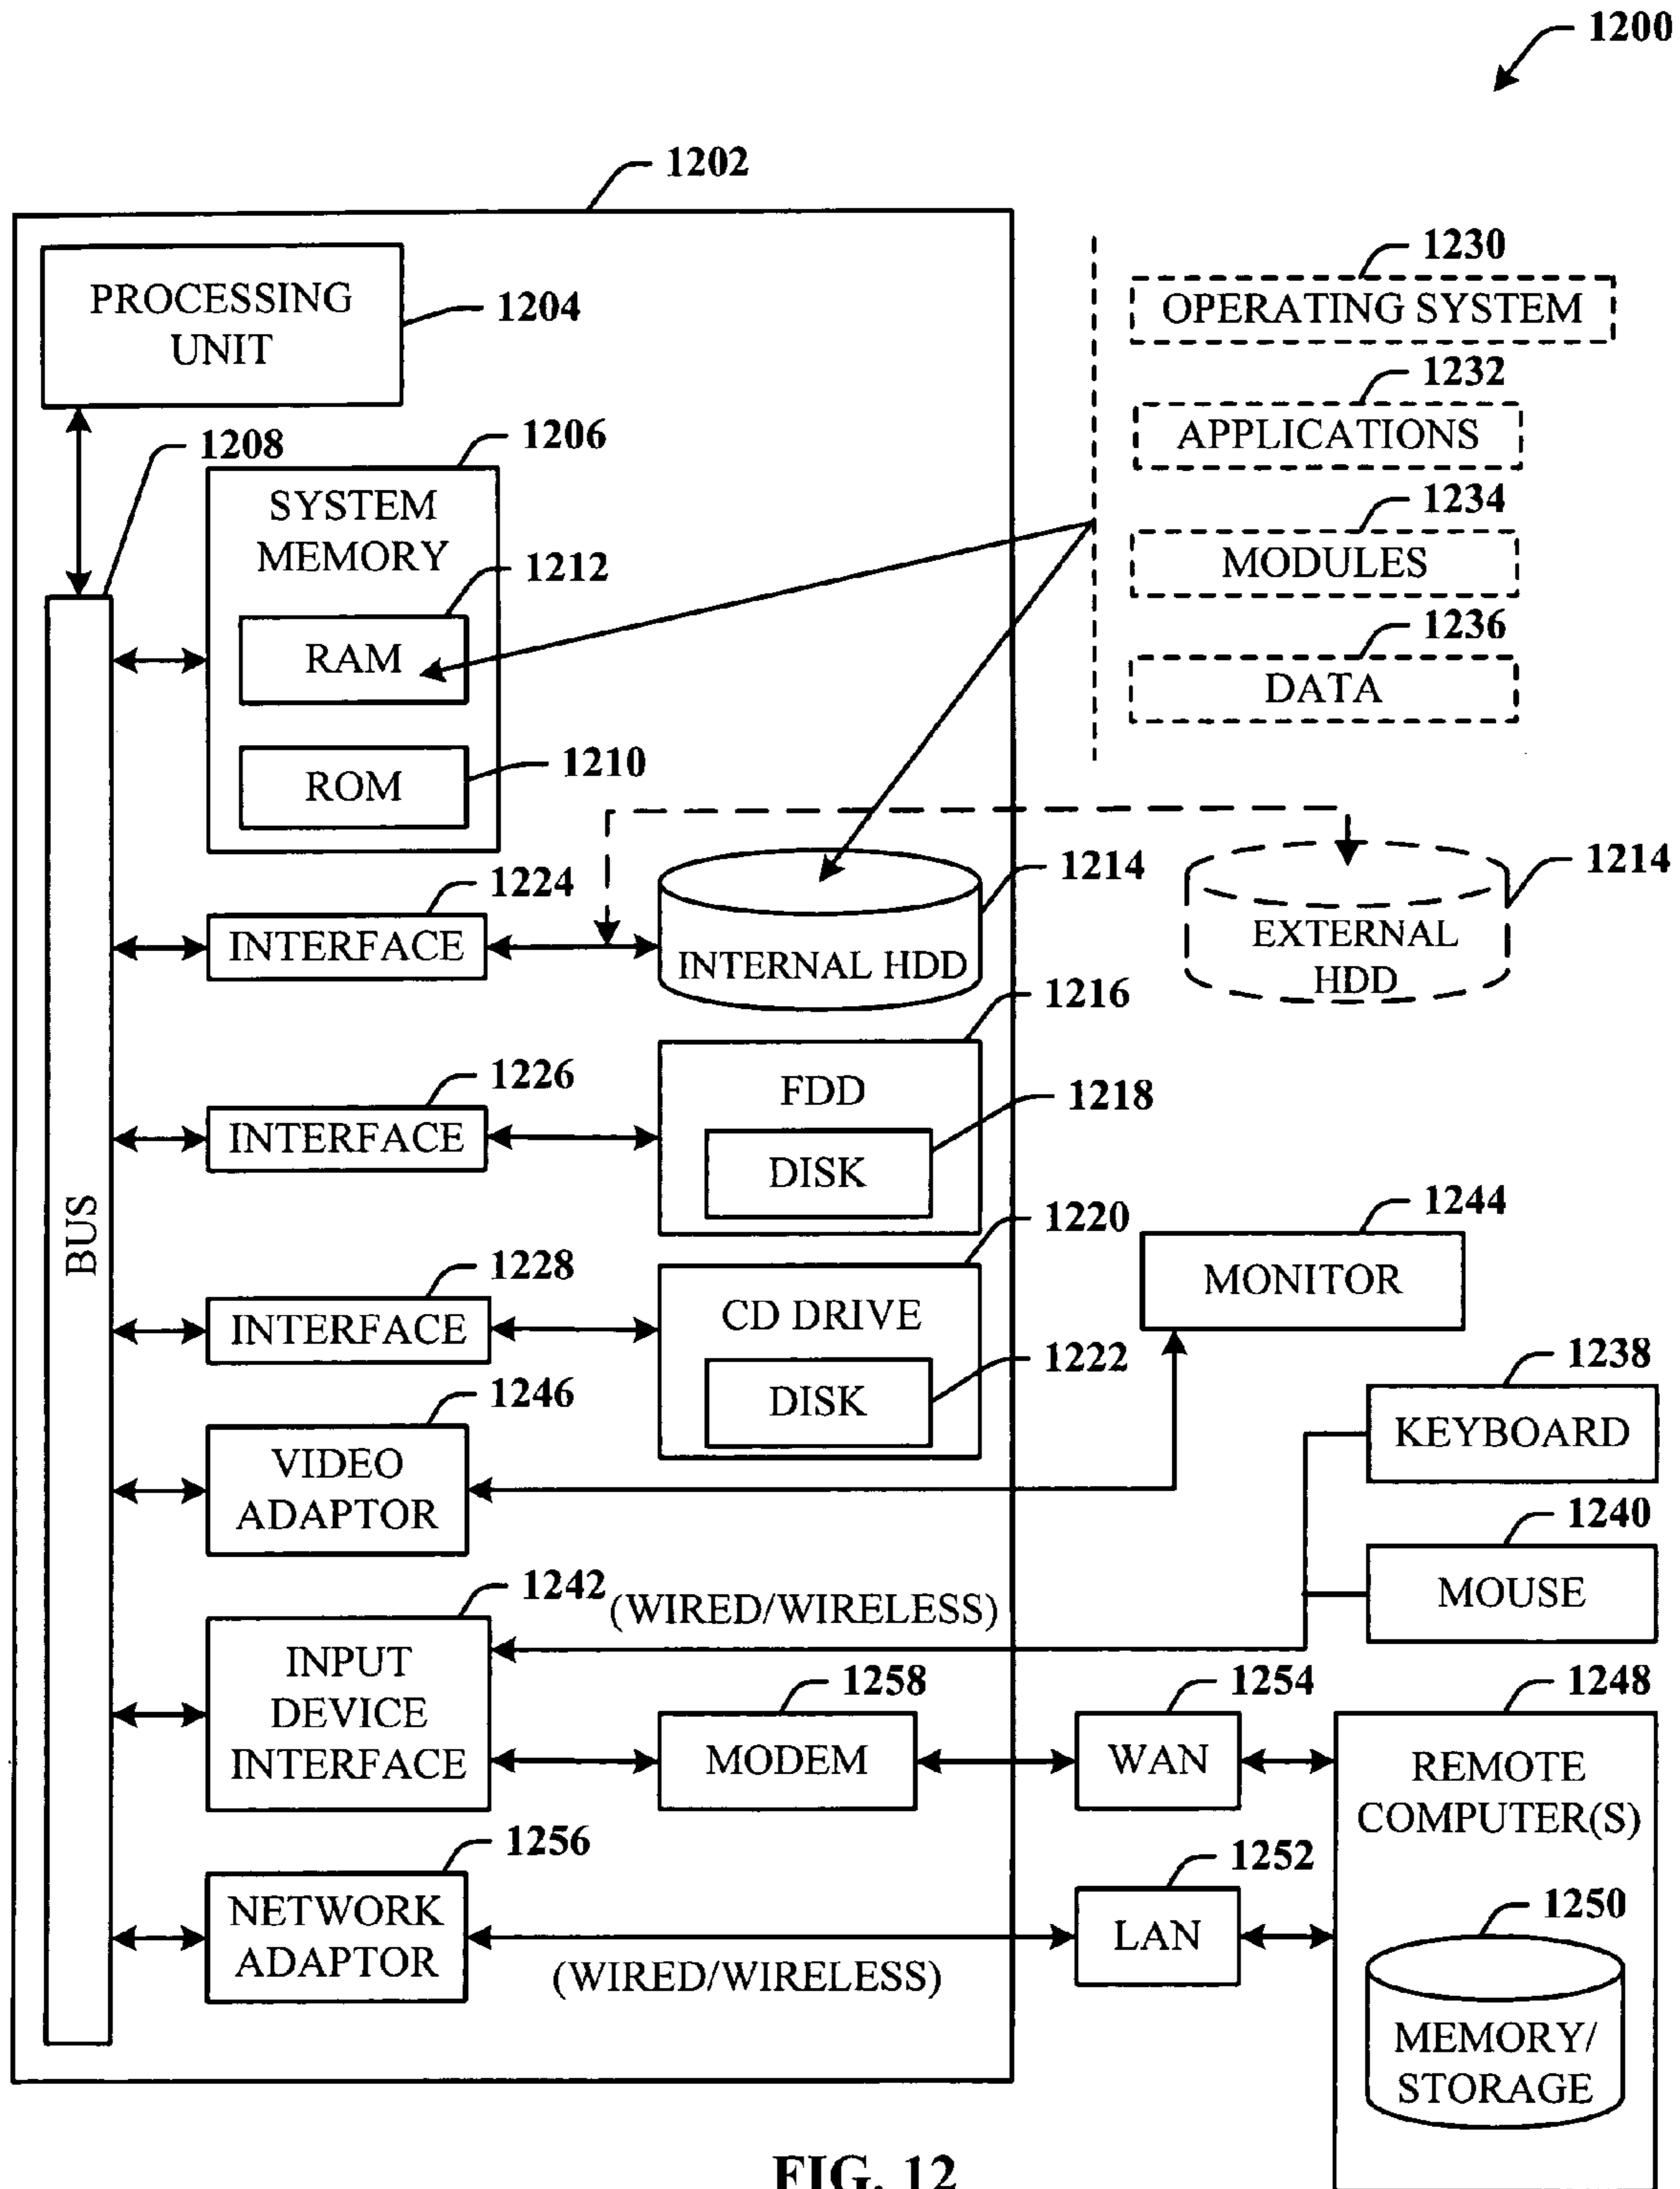 1200
1202
PROCESSING
UNIT
1204
1230
OPERATING SYSTEM
1232
APPLICATIONS
1234
MODULES
1236
DATA
1208
1206
SYSTEM
MEMORY
1212
RAM
1210
ROM
1224
INTERFACE
1214
INTERNAL HDD
1214
EXTERNAL
HDD
1216
FDD
1226
INTERFACE
1218
DISK
BUS
1220
CD DRIVE
1228
INTERFACE
1222
DISK
1244
MONITOR
1246
VIDEO
ADAPTOR
1238
KEYBOARD
1240
MOUSE
1242
(WIRED/WIRELESS)
INPUT
DEVICE
INTERFACE
1258
MODEM
1254
WAN
1248
REMOTE
COMPUTER(S)
1256
NETWORK
ADAPTOR
(WIRED/WIRELESS)
1252
LAN
1250
MEMORY/
STORAGE
FIG. 12